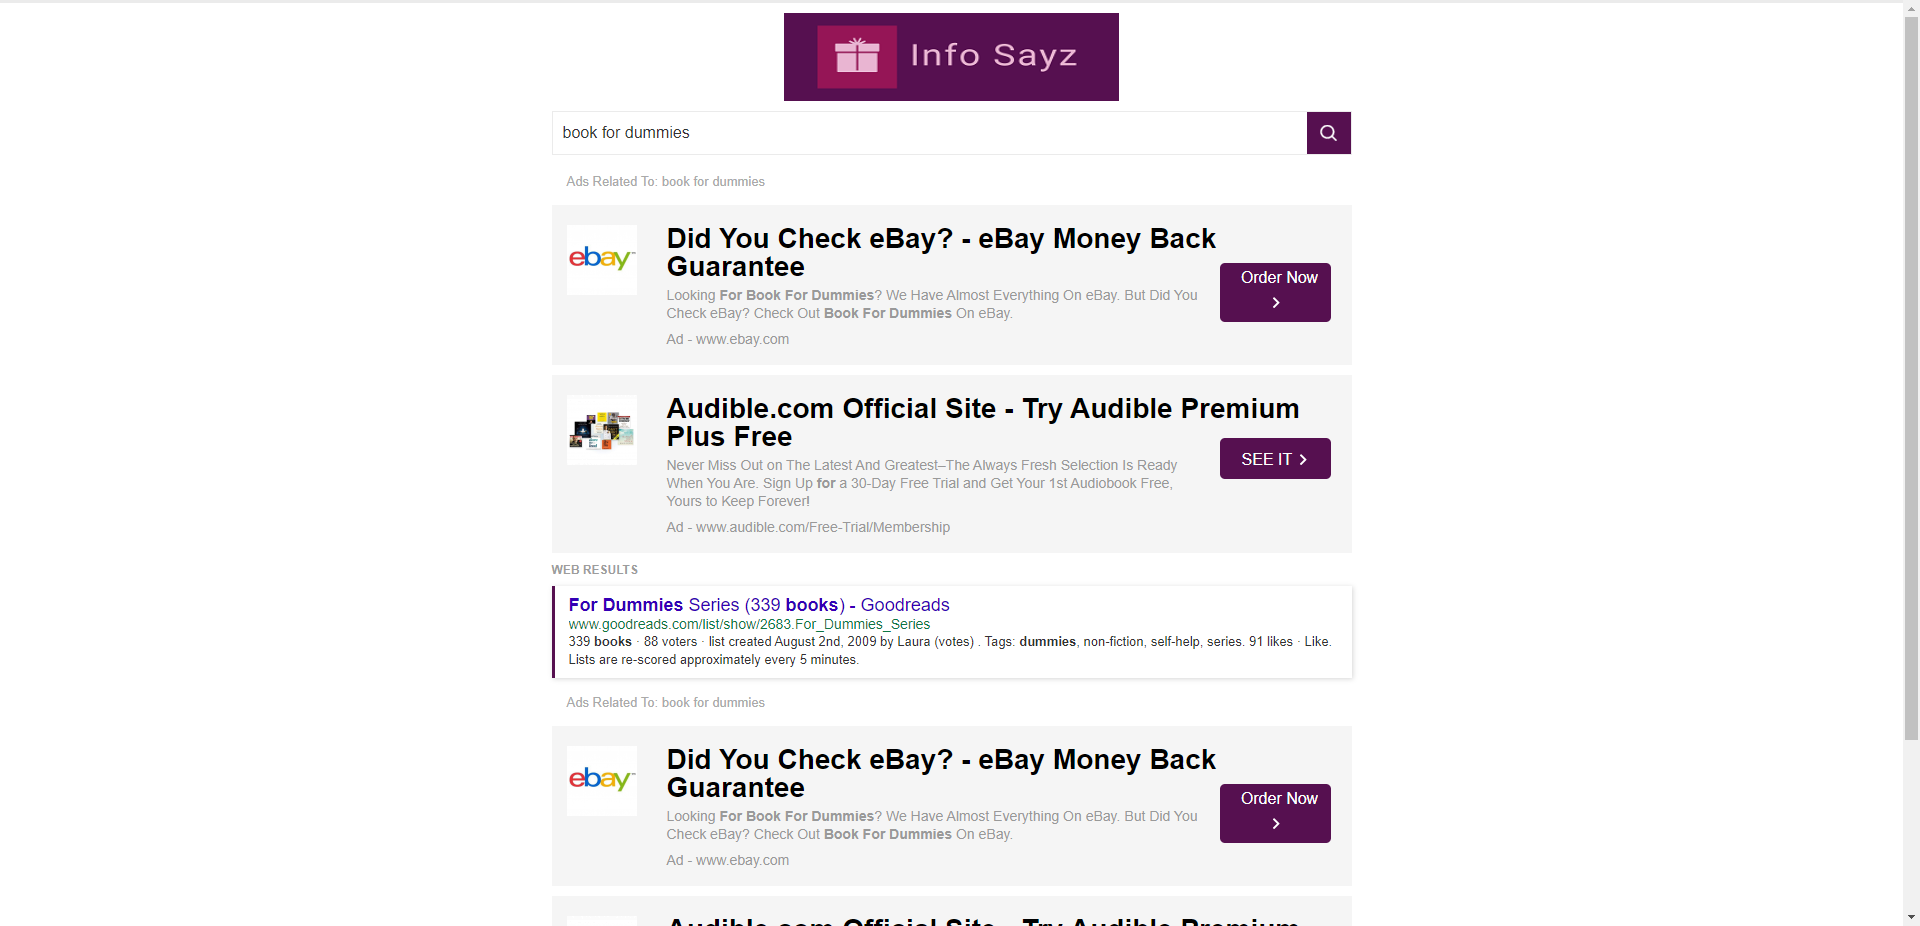 Info Sayz
book for dummies
Ads Related To: book for dummies
ebay™
Did You Check eBay? - eBay Money Back
Guarantee
Looking For Book For Dummies? We Have Almost Everything On eBay. But Did You
Check eBay? Check Out Book For Dummies On eBay.
Ad - www.ebay.com
Order Now
Audible.com Official Site - Try Audible Premium
Plus Free
Never Miss Out on The Latest And Greatest–The Always Fresh Selection Is Ready
When You Are. Sign Up for a 30-Day Free Trial and Get Your 1st Audiobook Free,
Yours to Keep Forever!
Ad - www.audible.com/Free-Trial/Membership
SEE IT
WEB RESULTS
For Dummies Series (339 books) - Goodreads
www.goodreads.com/list/show/2683.For_Dummies_Series
339 books · 88 voters · list created August 2nd, 2009 by Laura (votes) . Tags: dummies, non-fiction, self-help, series. 91 likes · Like.
Lists are re-scored approximately every 5 minutes.
Ads Related To: book for dummies
ebay™
Did You Check eBay? - eBay Money Back
Guarantee
Looking For Book For Dummies? We Have Almost Everything On eBay. But Did You
Check eBay? Check Out Book For Dummies On eBay.
Ad - www.ebay.com
Order Now
Audible.com Official Site - Try Audible Premium